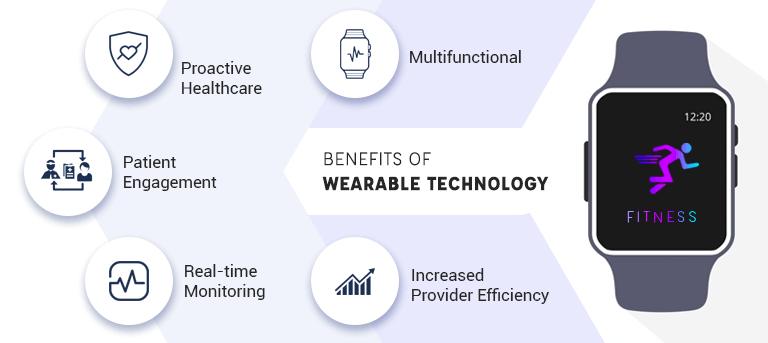 Proactive
Healthcare
Multifunctional
Patient
Engagement
BENEFITS OF
WEARABLE TECHNOLOGY
Real-time
Monitoring
Increased
Provider Efficiency
12:20
FITNESS